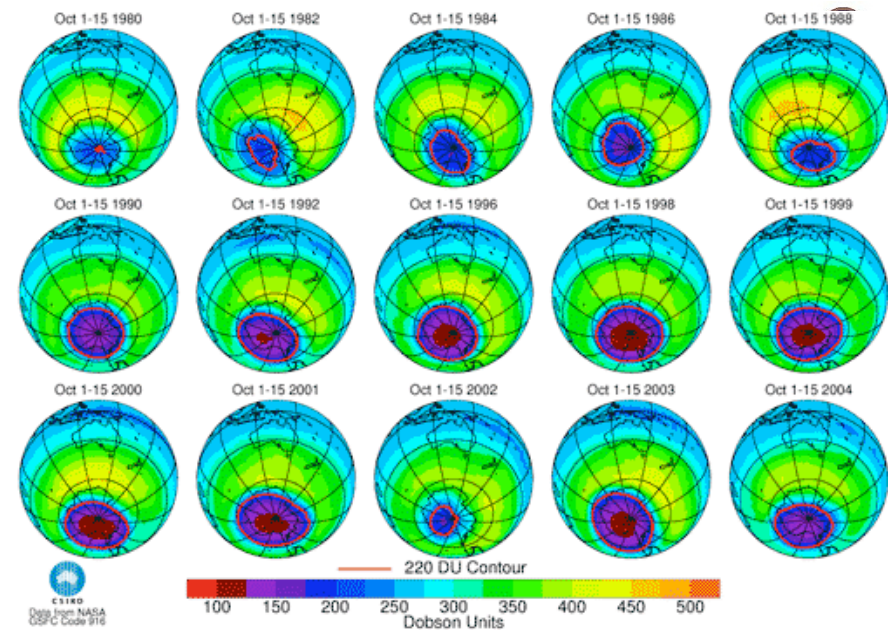 Oct 1-15 1980
Oct 1-15 1982
Oct 1-15 1984
Oct 1-15 1986
Oct 1-15 1988
Oct 1-15 1990
Oct 1-15 1992
Oct 1-15 1996
Oct 1-15 1998
Oct 1-15 1999
Oct 1-15 2000
Oct 1-15 2001
Oct 1-15 2002
Oct 1-15 2003
Oct 1-15 2004
220 DU Contour
CSIRO
Data from NASA
GSFC Code 916
100 150 200 250 300 350 400 450 500
Dobson Units